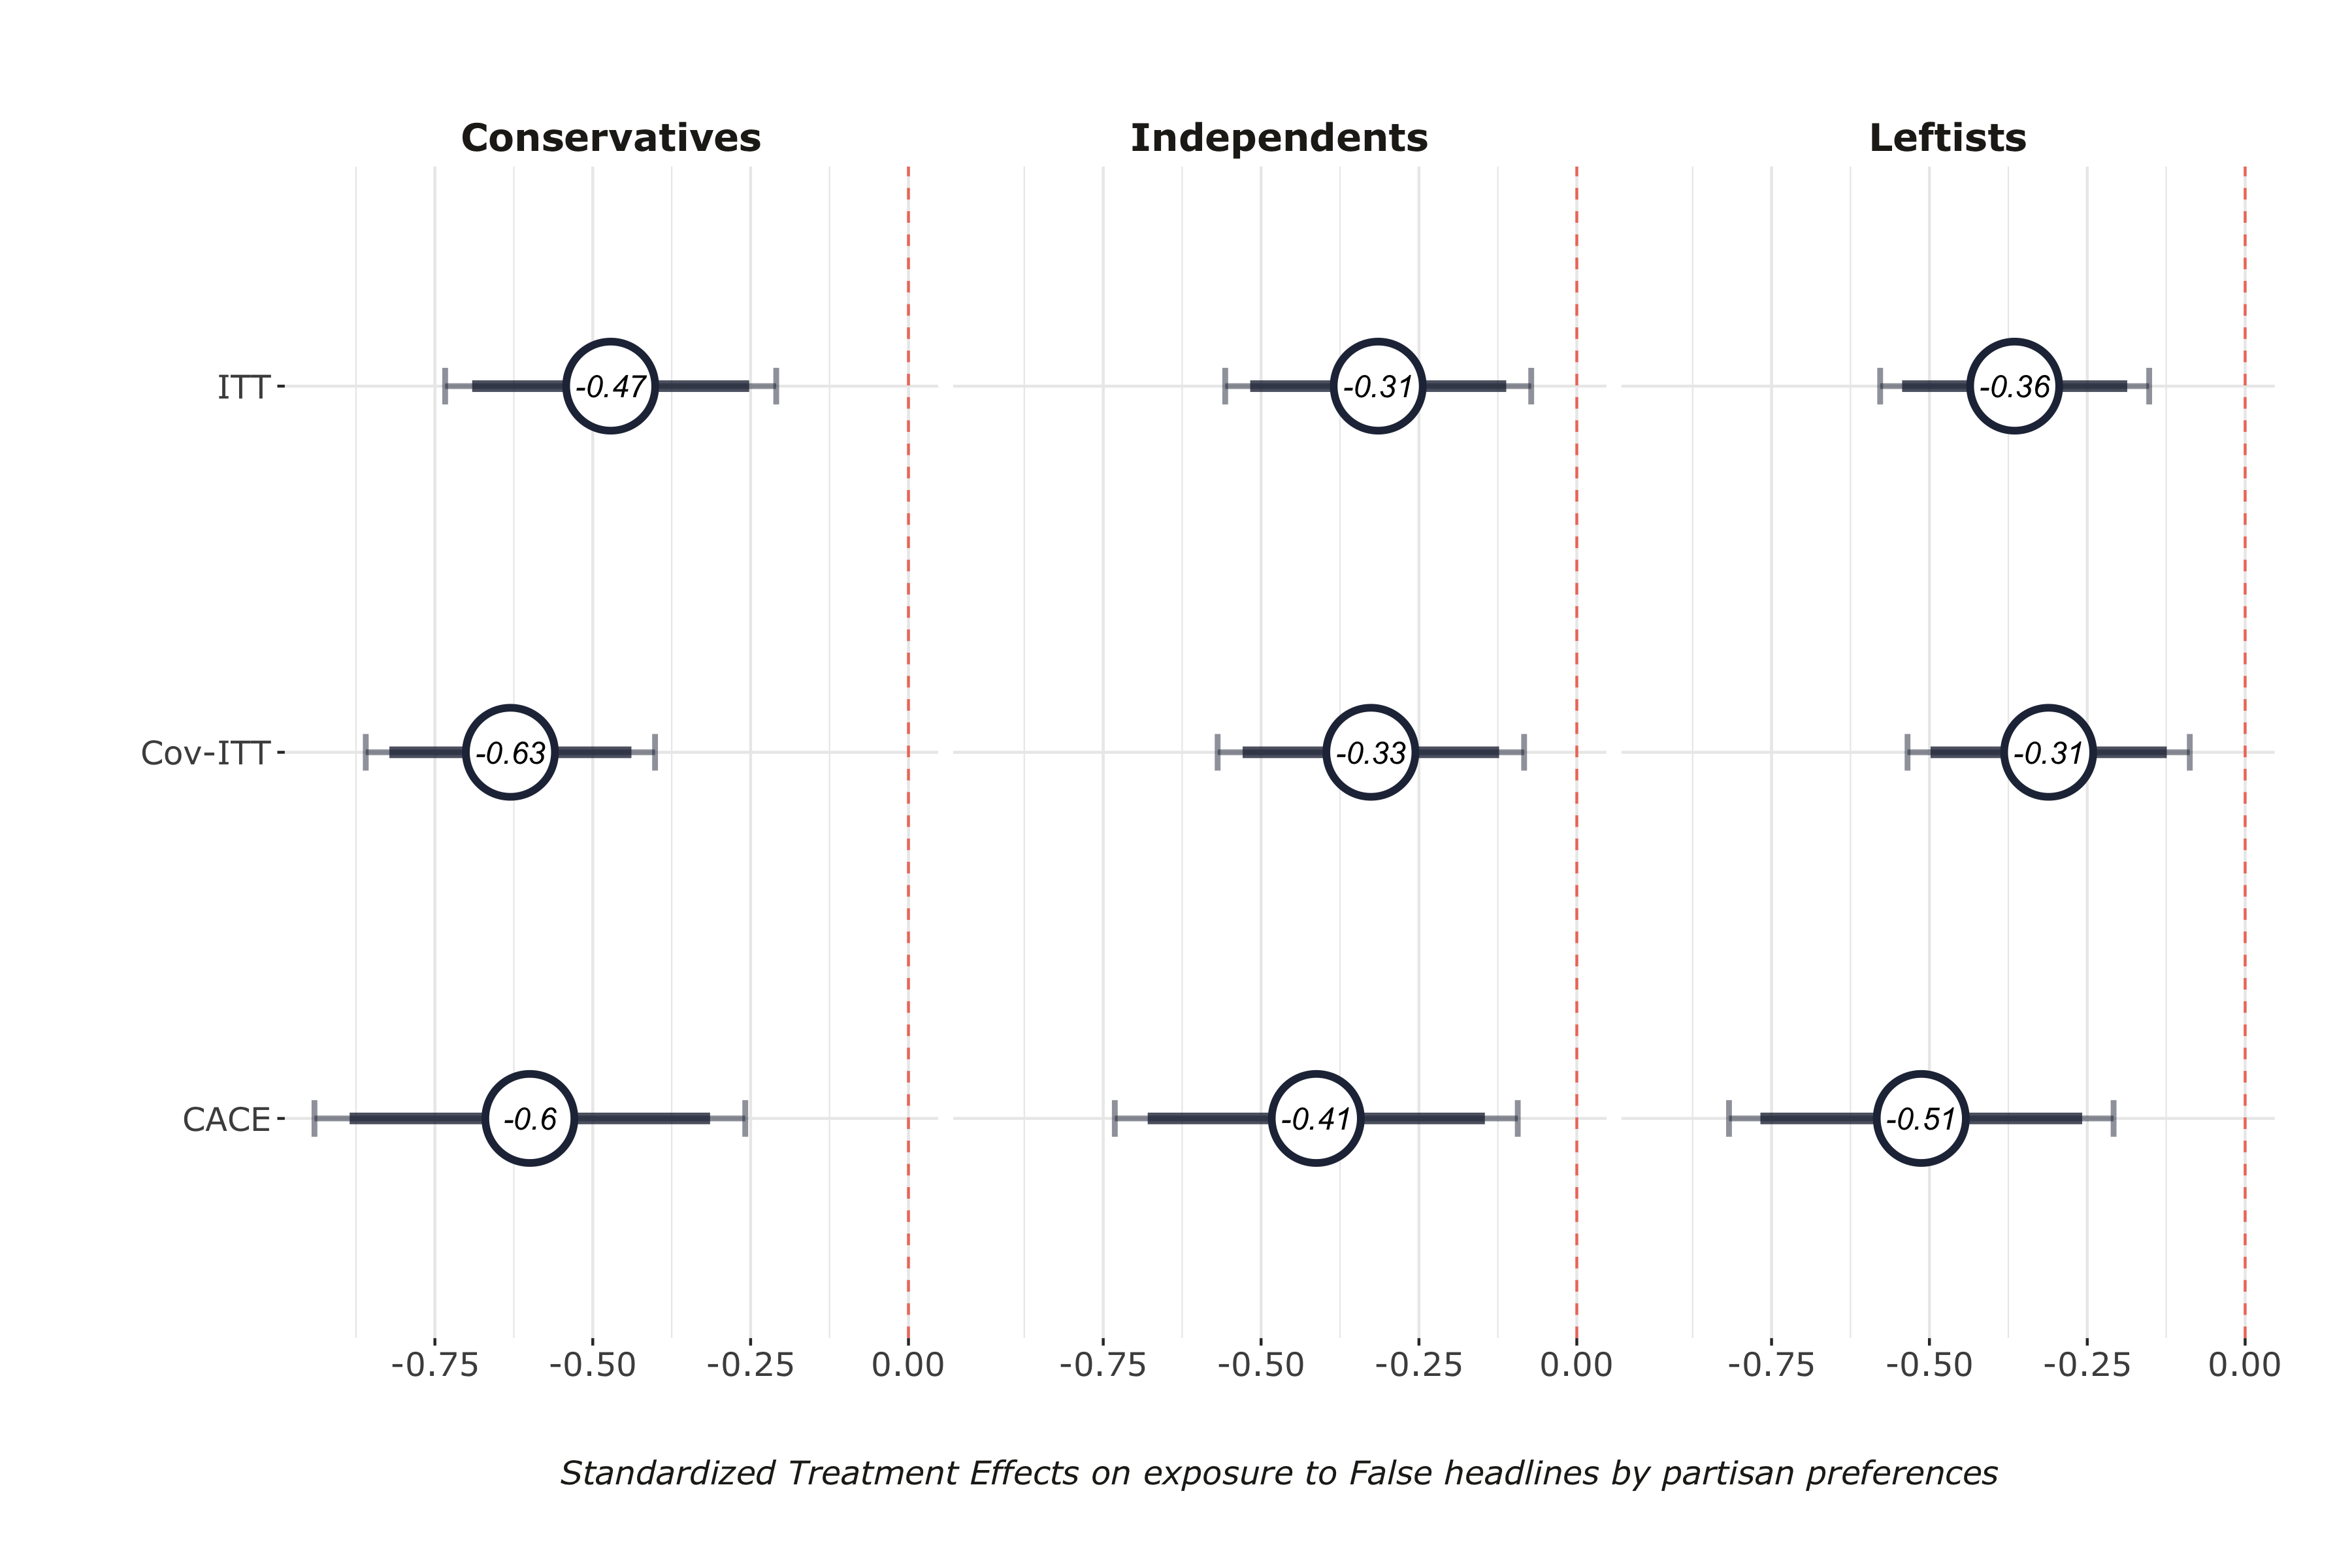 Conservatives Independents Leftists
ITT -0.47 -0.31 -0.36
Cov-ITT -0.63 -0.33 -0.31
CACE -0.6 -0.41 -0.51
-0.75 -0.50 -0.25 0.00 -0.75 -0.50 -0.25 0.00 -0.75 -0.50 -0.25 0.00
Standardized Treatment Effects on exposure to False headlines by partisan preferences